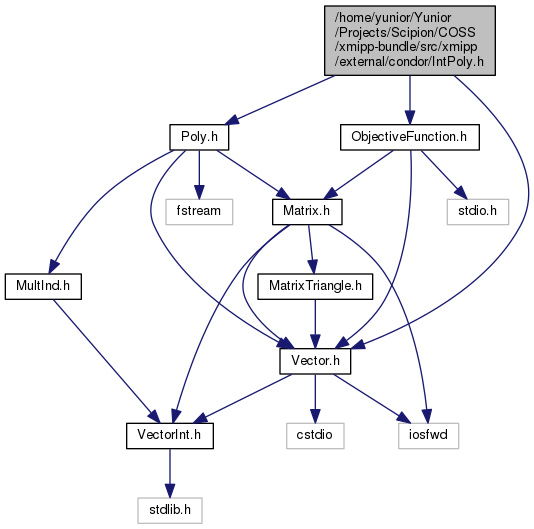 /home/yunior/Yunior
/Projects/Scipion/COSS
/xmipp-bundle/src/xmipp
/external/condor/IntPoly.h
Poly.h
ObjectiveFunction.h
fstream
Matrix.h
stdio.h
MultInd.h
MatrixTriangle.h
Vector.h
VectorInt.h
cstdio
iosfwd
stdlib.h